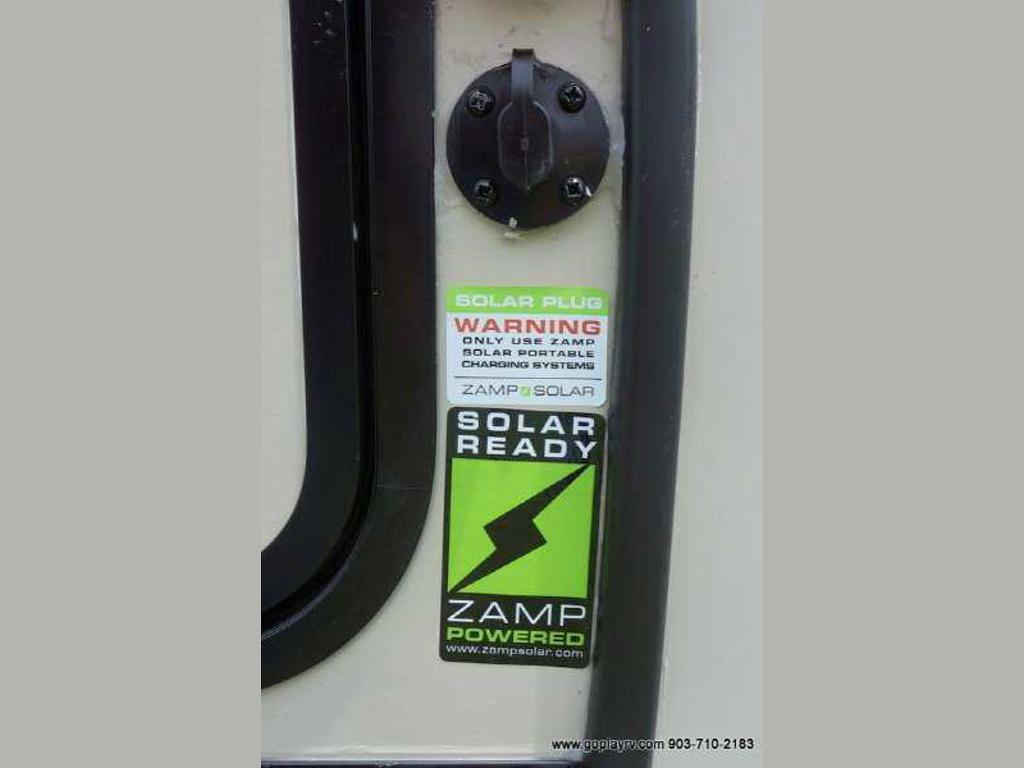 SOLAR PLUG
WARNING
ONLY USE ZAMP
SOLAR PORTABLE
CHARGING SYSTEMS
ZAMP SOLAR
SOLAR
READY
ZAMP
POWERED
www.zampsolar.com
www.goplayrv.com 903-710-2183